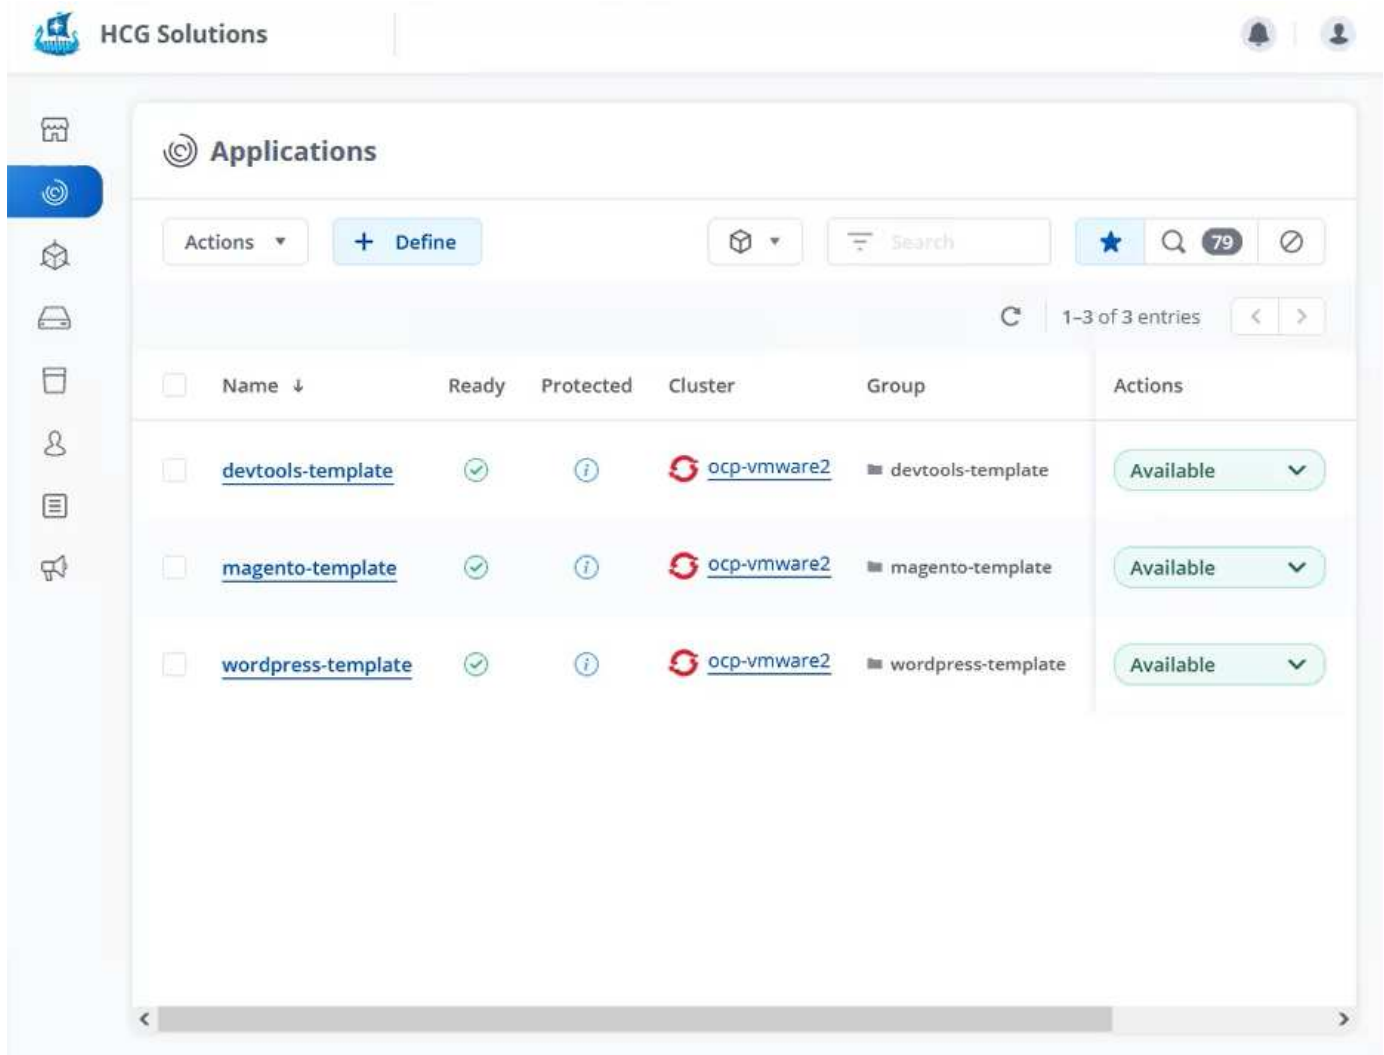 HCG Solutions
Applications
Actions
+ Define
Search
79
1–3 of 3 entries
Name Ready Protected Cluster Group Actions
devtools-template ocp-vmware2 devtools-template Available
magento-template ocp-vmware2 magento-template Available
wordpress-template ocp-vmware2 wordpress-template Available